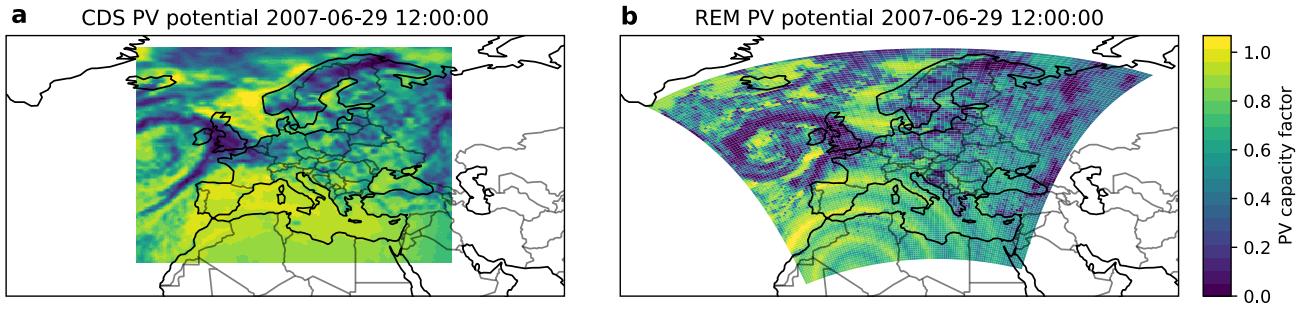 a CDS PV potential 2007-06-29 12:00:00
b REM PV potential 2007-06-29 12:00:00
1.0
0.8
0.6
0.4
0.2
0.0
PV capacity factor